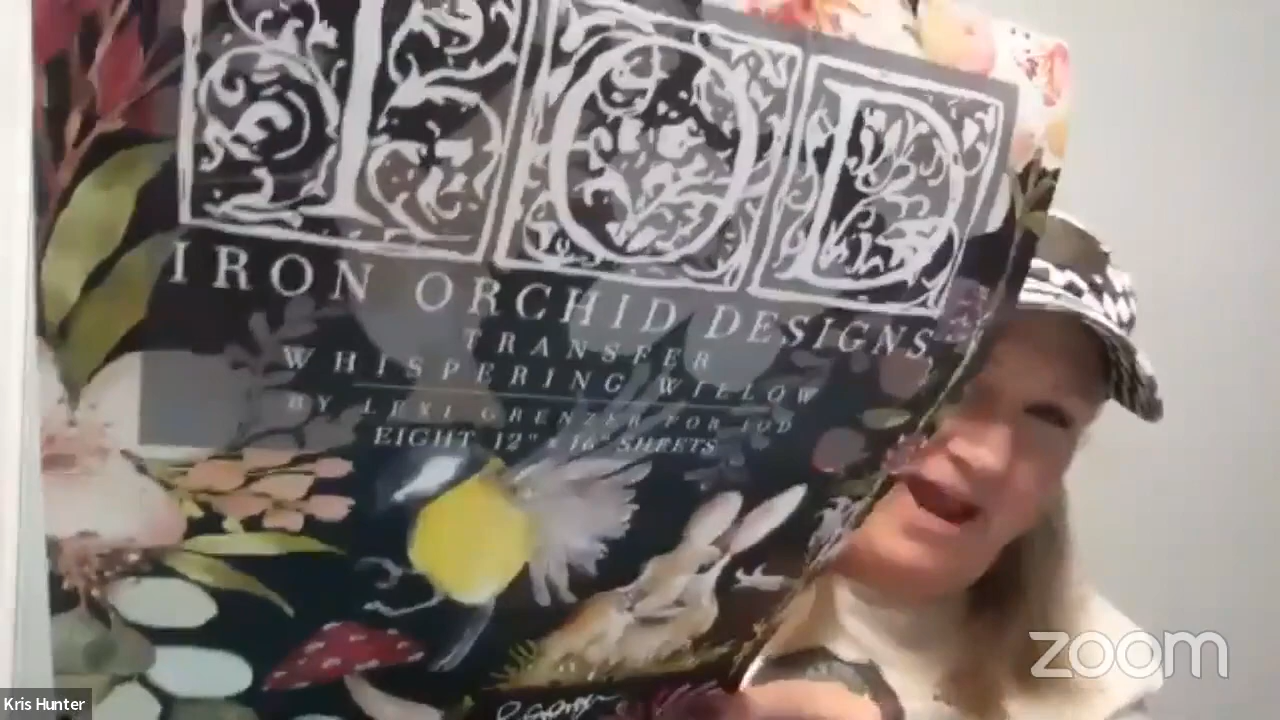 IOD
IRON ORCHID DESIGNS
TRANSFER
WHISPERING WILLOW
BY LEXI GRENZER FOR IOD
EIGHT 12" x 16" SHEETS
zoom
Kris Hunter